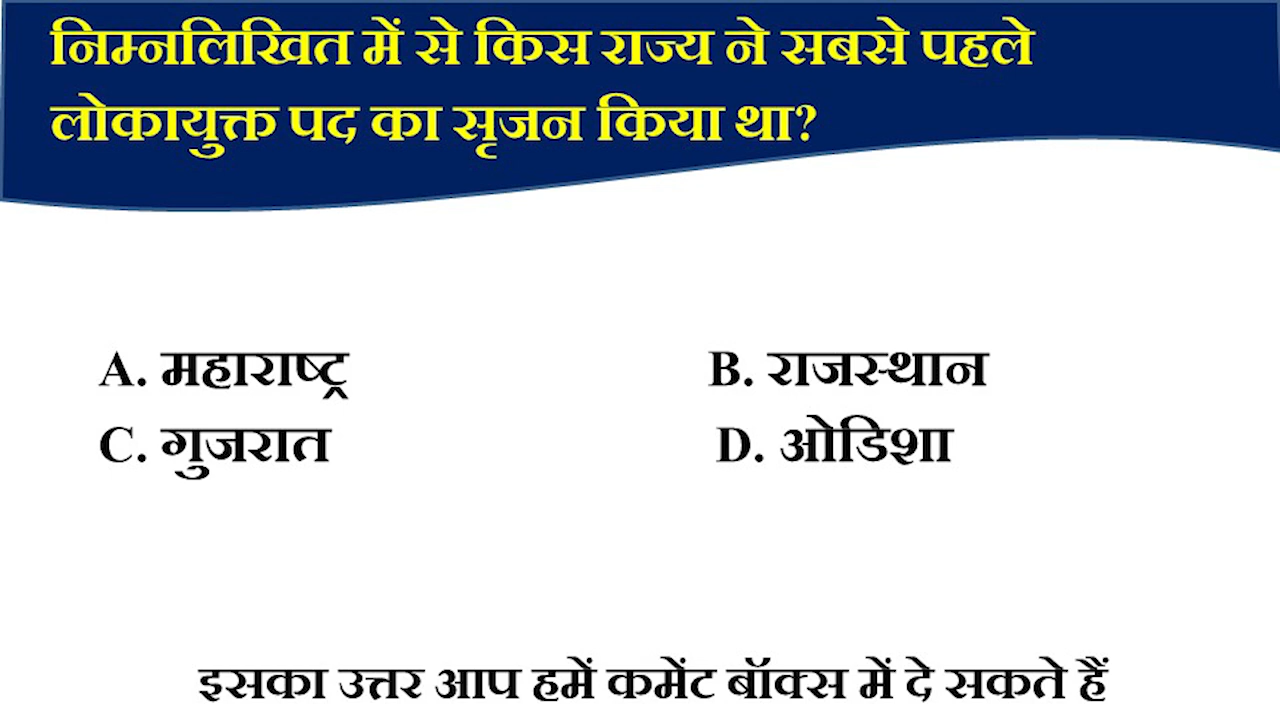 निम्नलिखित में से किस राज्य ने सबसे पहले
लोकायुक्त पद का सृजन किया था?
A. महाराष्ट्र B. राजस्थान
C. गुजरात D. ओडिशा
इसका उत्तर आप हमें कमेंट बॉक्स में दे सकते हैं